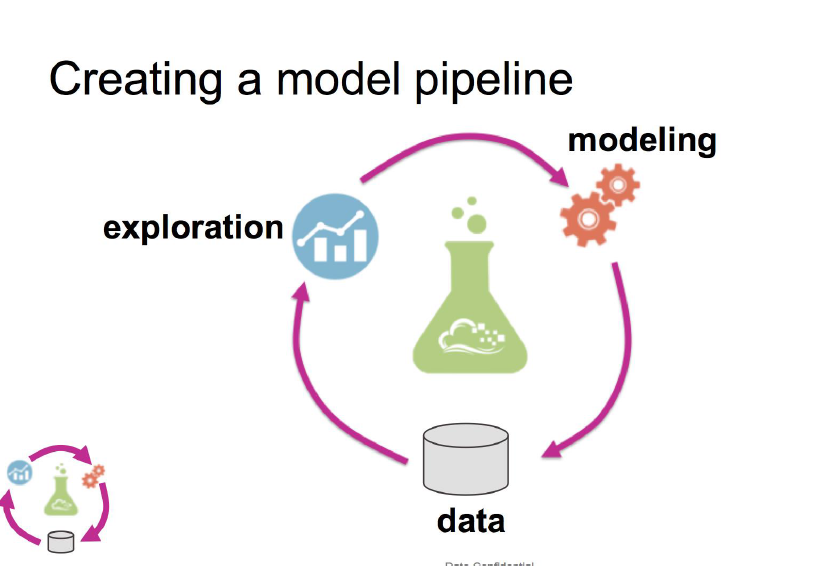 Creating a model pipeline
modeling
exploration
data